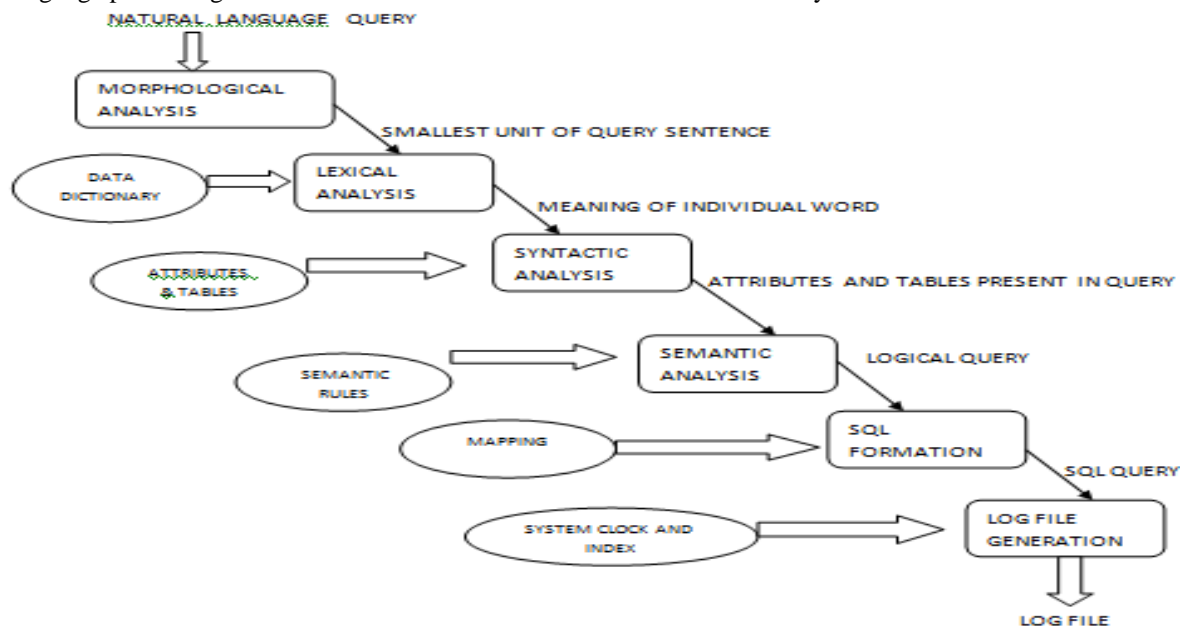 NATURAL LANGUAGE QUERY
MORPHOLOGICAL
ANALYSIS
SMALLEST UNIT OF QUERY SENTENCE
DATA
DICTIONARY
LEXICAL
ANALYSIS
MEANING OF INDIVIDUAL WORD
SYNTACTIC
ANALYSIS
ATTRIBUTES
& TABLES
ATTRIBUTES AND TABLES PRESENT IN QUERY
SEMANTIC
ANALYSIS
LOGICAL QUERY
SEMANTIC
RULES
SQL
FORMATION
MAPPING
SQL QUERY
LOG FILE
GENERATION
SYSTEM CLOCK AND
INDEX
LOG FILE